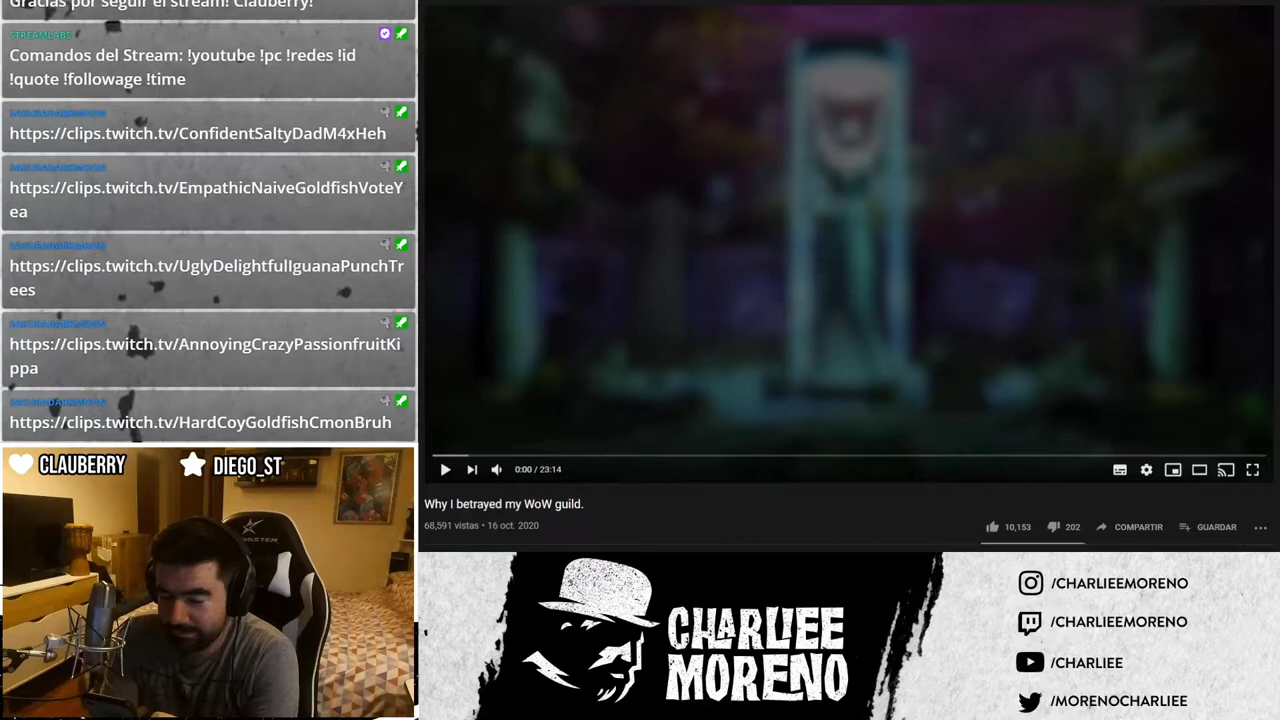 Gracias por seguir el stream! Clauberry!
STREAMLABS
Comandos del Stream: !youtube !pc !redes !id
!quote !followage !time
https://clips.twitch.tv/ConfidentSaltyDadM4xHeh
https://clips.twitch.tv/EmpathicNaiveGoldfishVoteY
ea
https://clips.twitch.tv/UglyDelightfulIguanaPunchTr
ees
https://clips.twitch.tv/AnnoyingCrazyPassionfruitKi
ppa
https://clips.twitch.tv/HardCoyGoldfishCmonBruh
CLAUBERRY
DIEGO_ST
0:00 / 23:14
Why I betrayed my WoW guild.
68,591 vistas • 16 oct. 2020
10,153
202
COMPARTIR
GUARDAR
CHARLIEE
MORENO
/CHARLIEEMORENO
/CHARLIEEMORENO
/CHARLIEE
/MORENOCHARLIEE